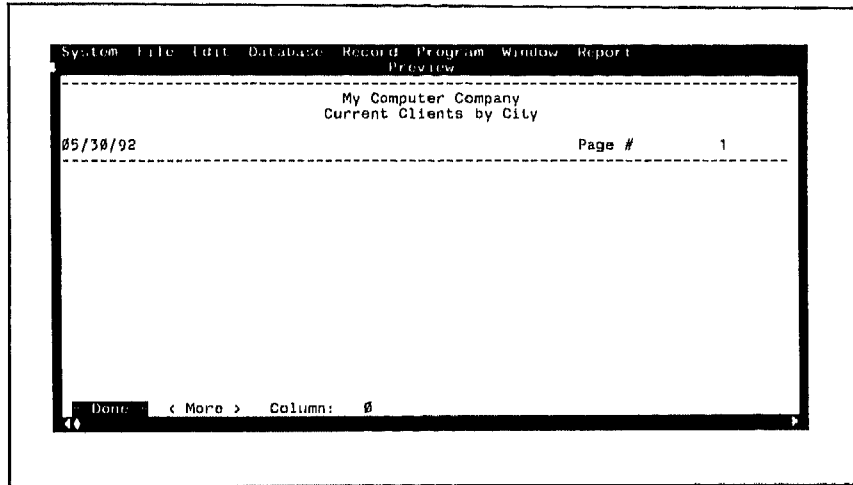 System File Edit Database Record Program Window Report
Preview
My Computer Company
Current Clients by City
05/30/92 Page # 1
Done < More > Column: 0